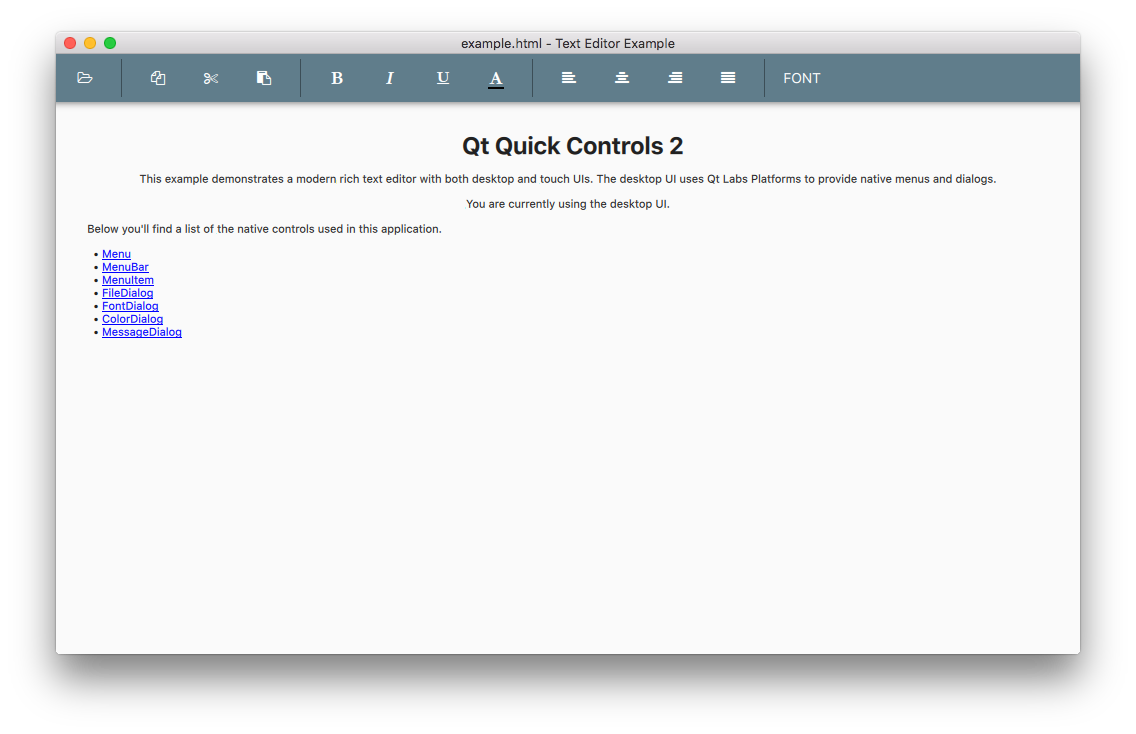 example.html - Text Editor Example
B I U A FONT
Qt Quick Controls 2
This example demonstrates a modern rich text editor with both desktop and touch UIs. The desktop UI uses Qt Labs Platforms to provide native menus and dialogs.
You are currently using the desktop UI.
Below you'll find a list of the native controls used in this application.
• Menu
• MenuBar
• MenuItem
• FileDialog
• FontDialog
• ColorDialog
• MessageDialog